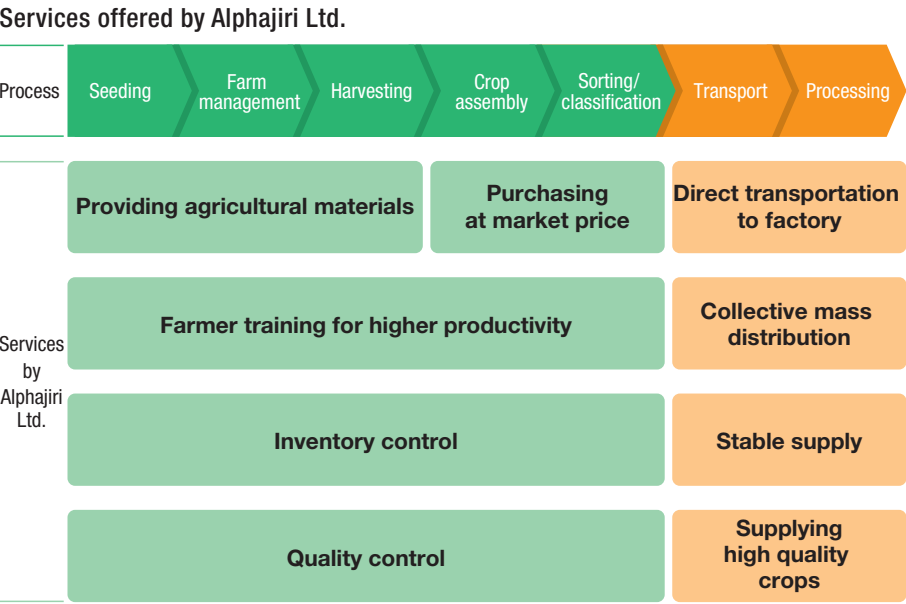 Services offered by Alphajiri Ltd.
Process
Seeding
Farm
management
Harvesting
Crop
assembly
Sorting/
classification
Transport
Processing
Services
by
Alphajiri
Ltd.
Providing agricultural materials
Purchasing
at market price
Direct transportation
to factory
Farmer training for higher productivity
Collective mass
distribution
Inventory control
Stable supply
Quality control
Supplying
high quality
crops